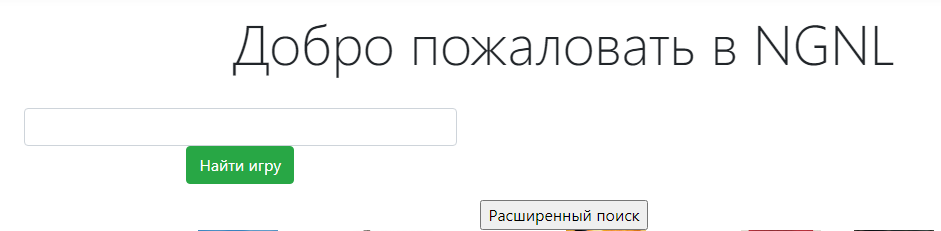 Добро пожаловать в NGNL
Найти игру
Расширенный поиск